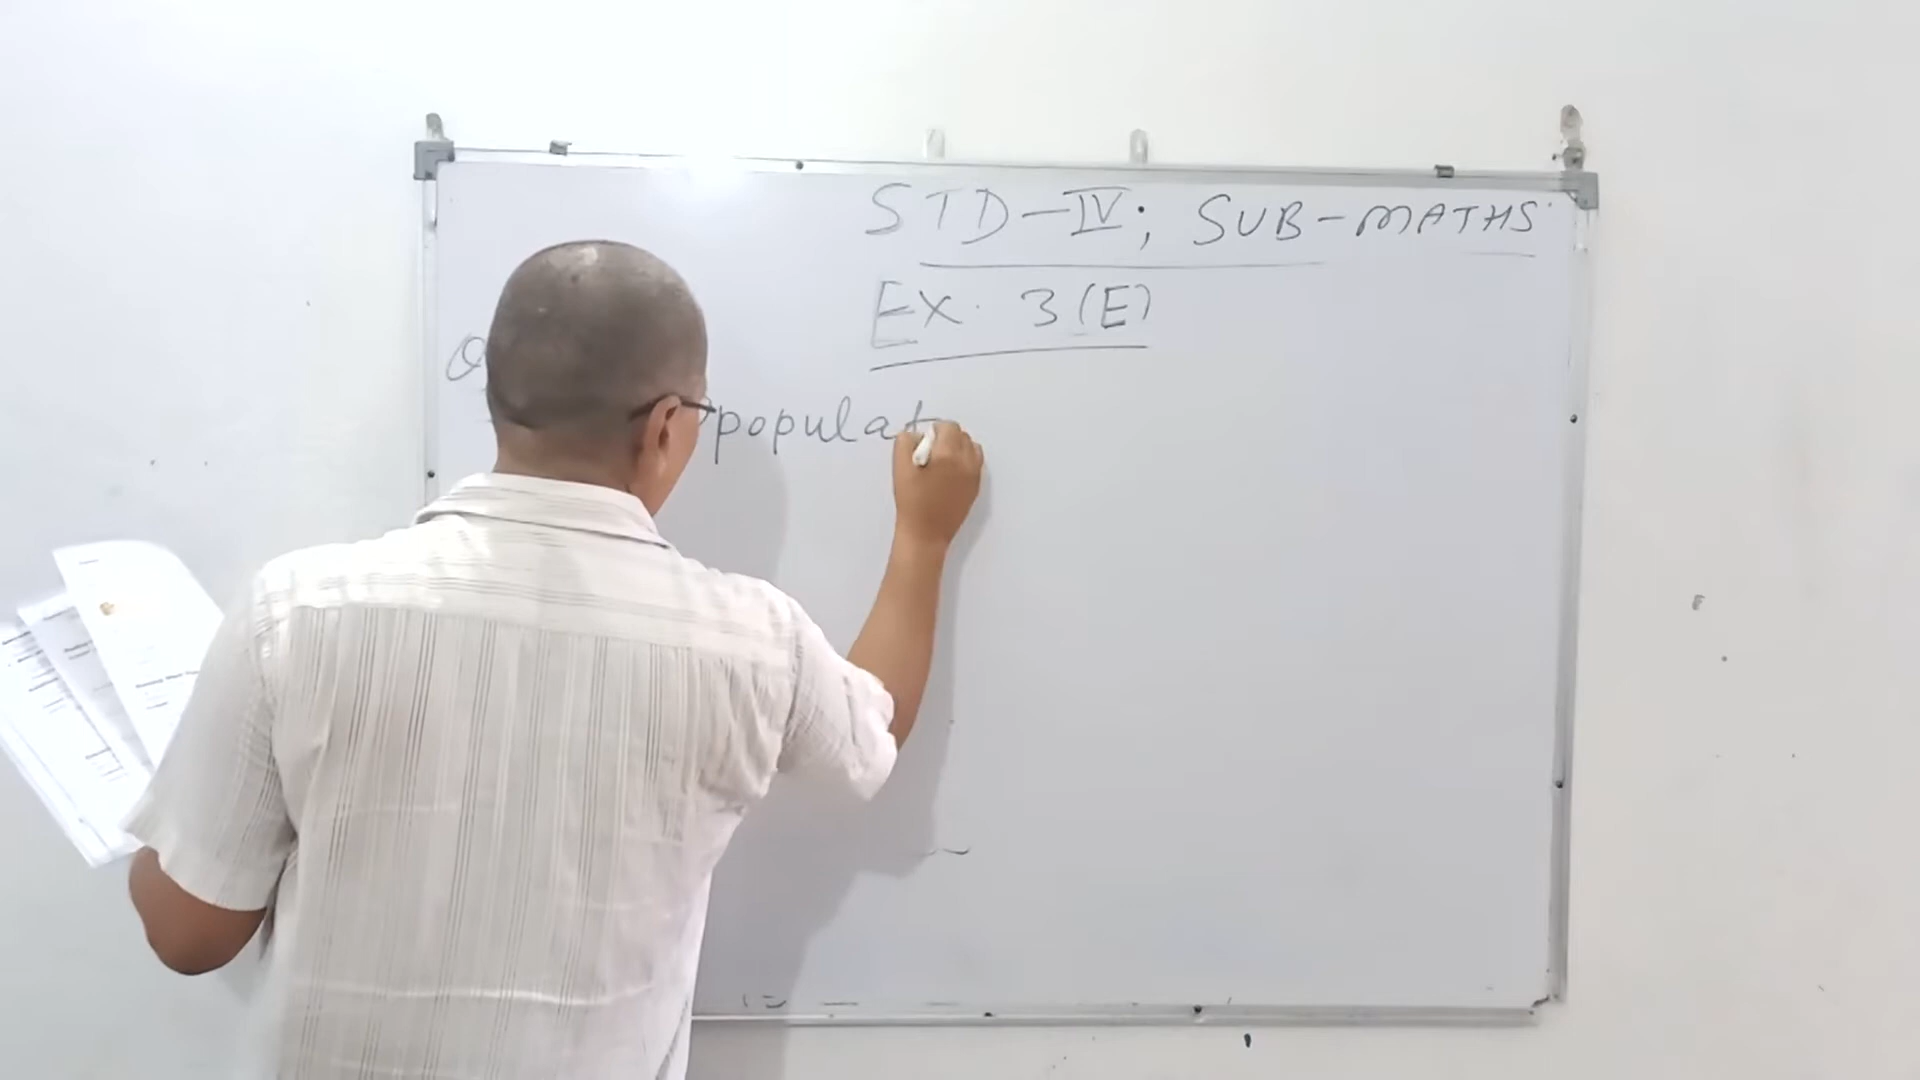 STD-IV; SUB-MATHS
EX. 3(E)
Q
populat